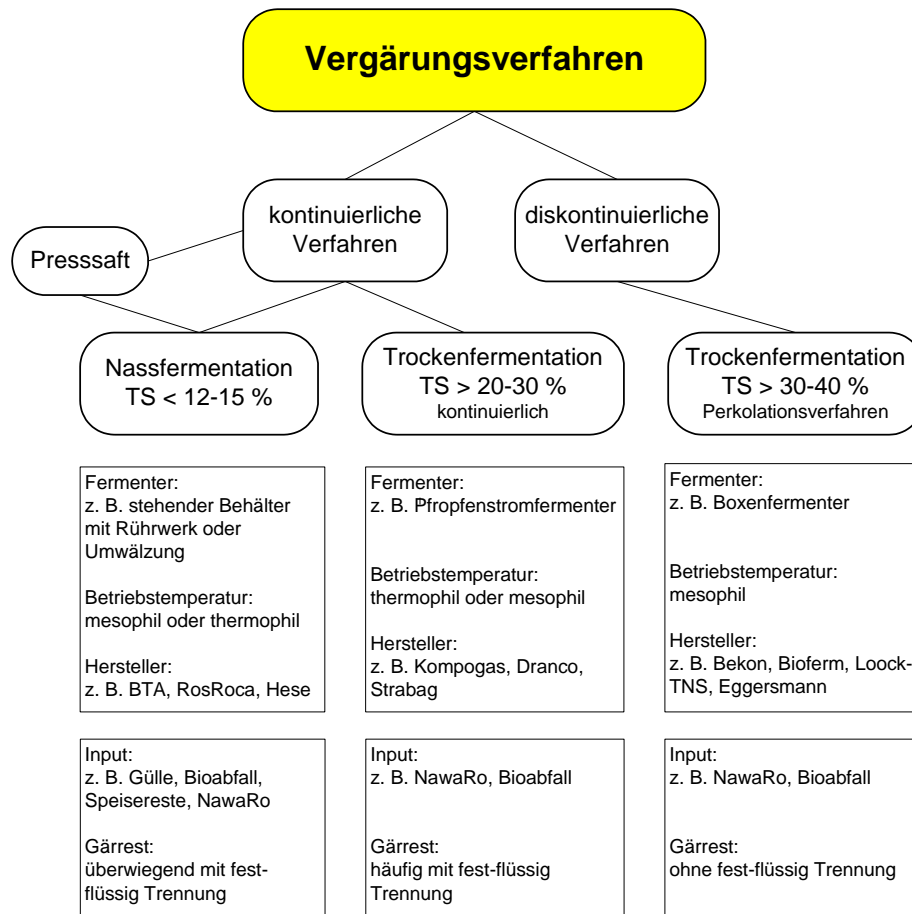 Vergärungsverfahren
kontinuierliche
Verfahren
diskontinuierliche
Verfahren
Presssaft
Nassfermentation
TS < 12-15 %
Trockenfermentation
TS > 20-30 %
kontinuierlich
Trockenfermentation
TS > 30-40 %
Perkolationsverfahren
Fermenter:
z. B. stehender Behälter
mit Rührwerk oder
Umwälzung
Betriebstemperatur:
mesophil oder thermophil
Hersteller:
z. B. BTA, RosRoca, Hese
Fermenter:
z. B. Pfropfenstromfermenter
Betriebstemperatur:
thermophil oder mesophil
Hersteller:
z. B. Kompogas, Dranco,
Strabag
Fermenter:
z. B. Boxenfermenter
Betriebstemperatur:
mesophil
Hersteller:
z. B. Bekon, Bioferm, Loock-
TNS, Eggersmann
Input:
z. B. Gülle, Bioabfall,
Speisereste, NawaRo
Gärrest:
überwiegend mit fest-
flüssig Trennung
Input:
z. B. NawaRo, Bioabfall
Gärrest:
häufig mit fest-flüssig
Trennung
Input:
z. B. NawaRo, Bioabfall
Gärrest:
ohne fest-flüssig Trennung